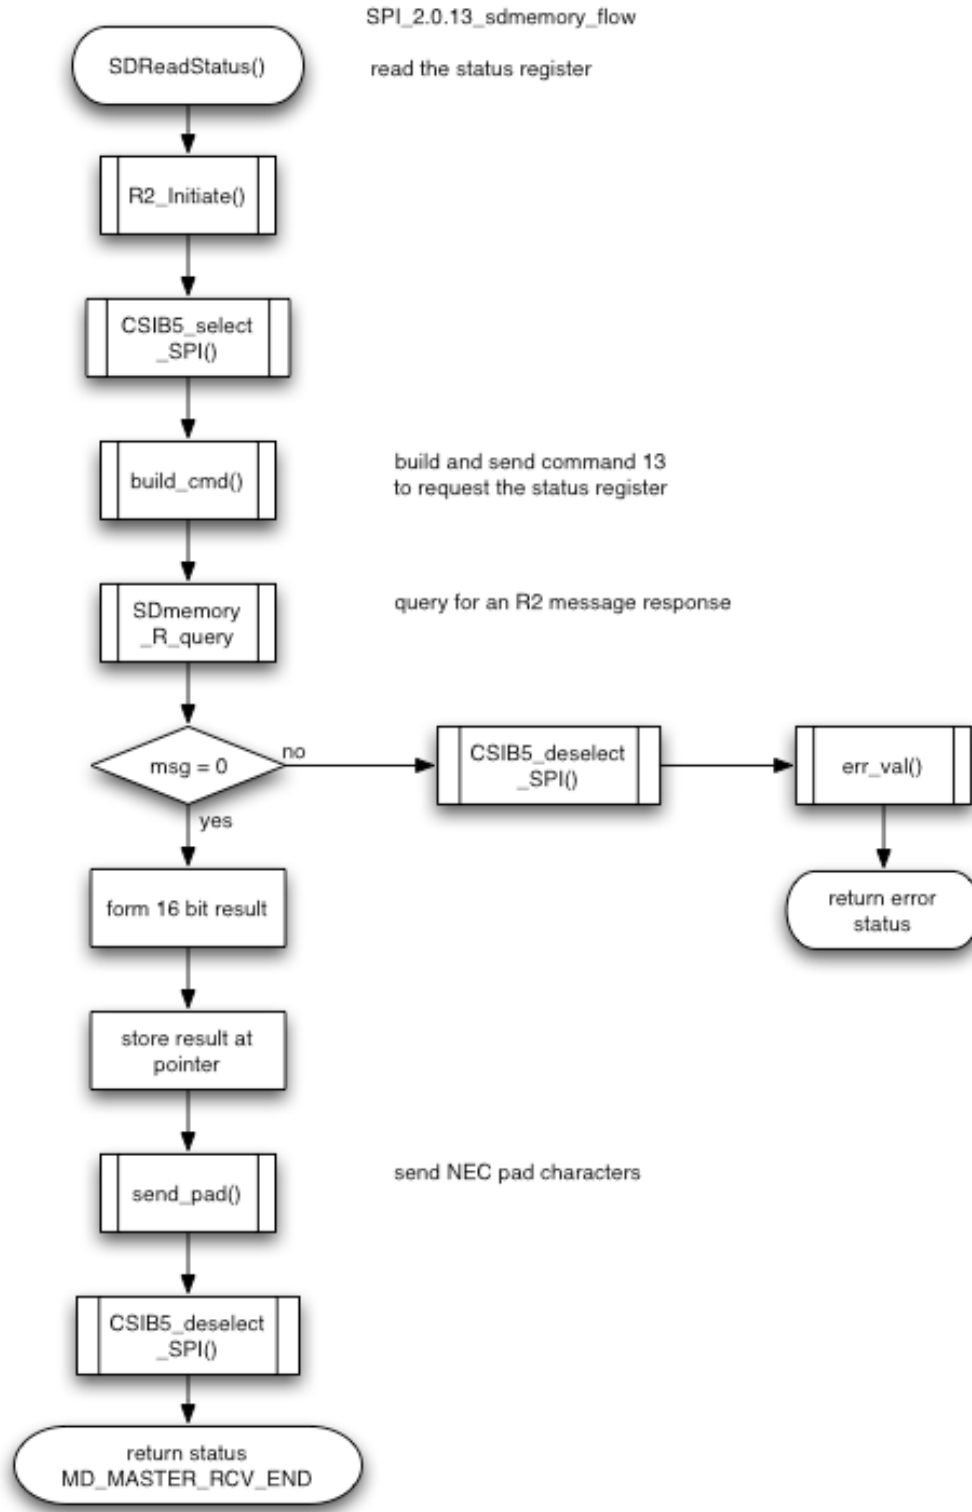 SPI_2.0.13_sdmemory_flow
SDReadStatus()
read the status register
R2_Initiate()
CSIB5_select
_SPI()
build_cmd()
build and send command 13
to request the status register
SDmemory
_R_query
query for an R2 message response
msg = 0
no
yes
CSIB5_deselect
_SPI()
err_val()
return error
status
form 16 bit result
store result at
pointer
send_pad()
send NEC pad characters
CSIB5_deselect
_SPI()
return status
MD_MASTER_RCV_END